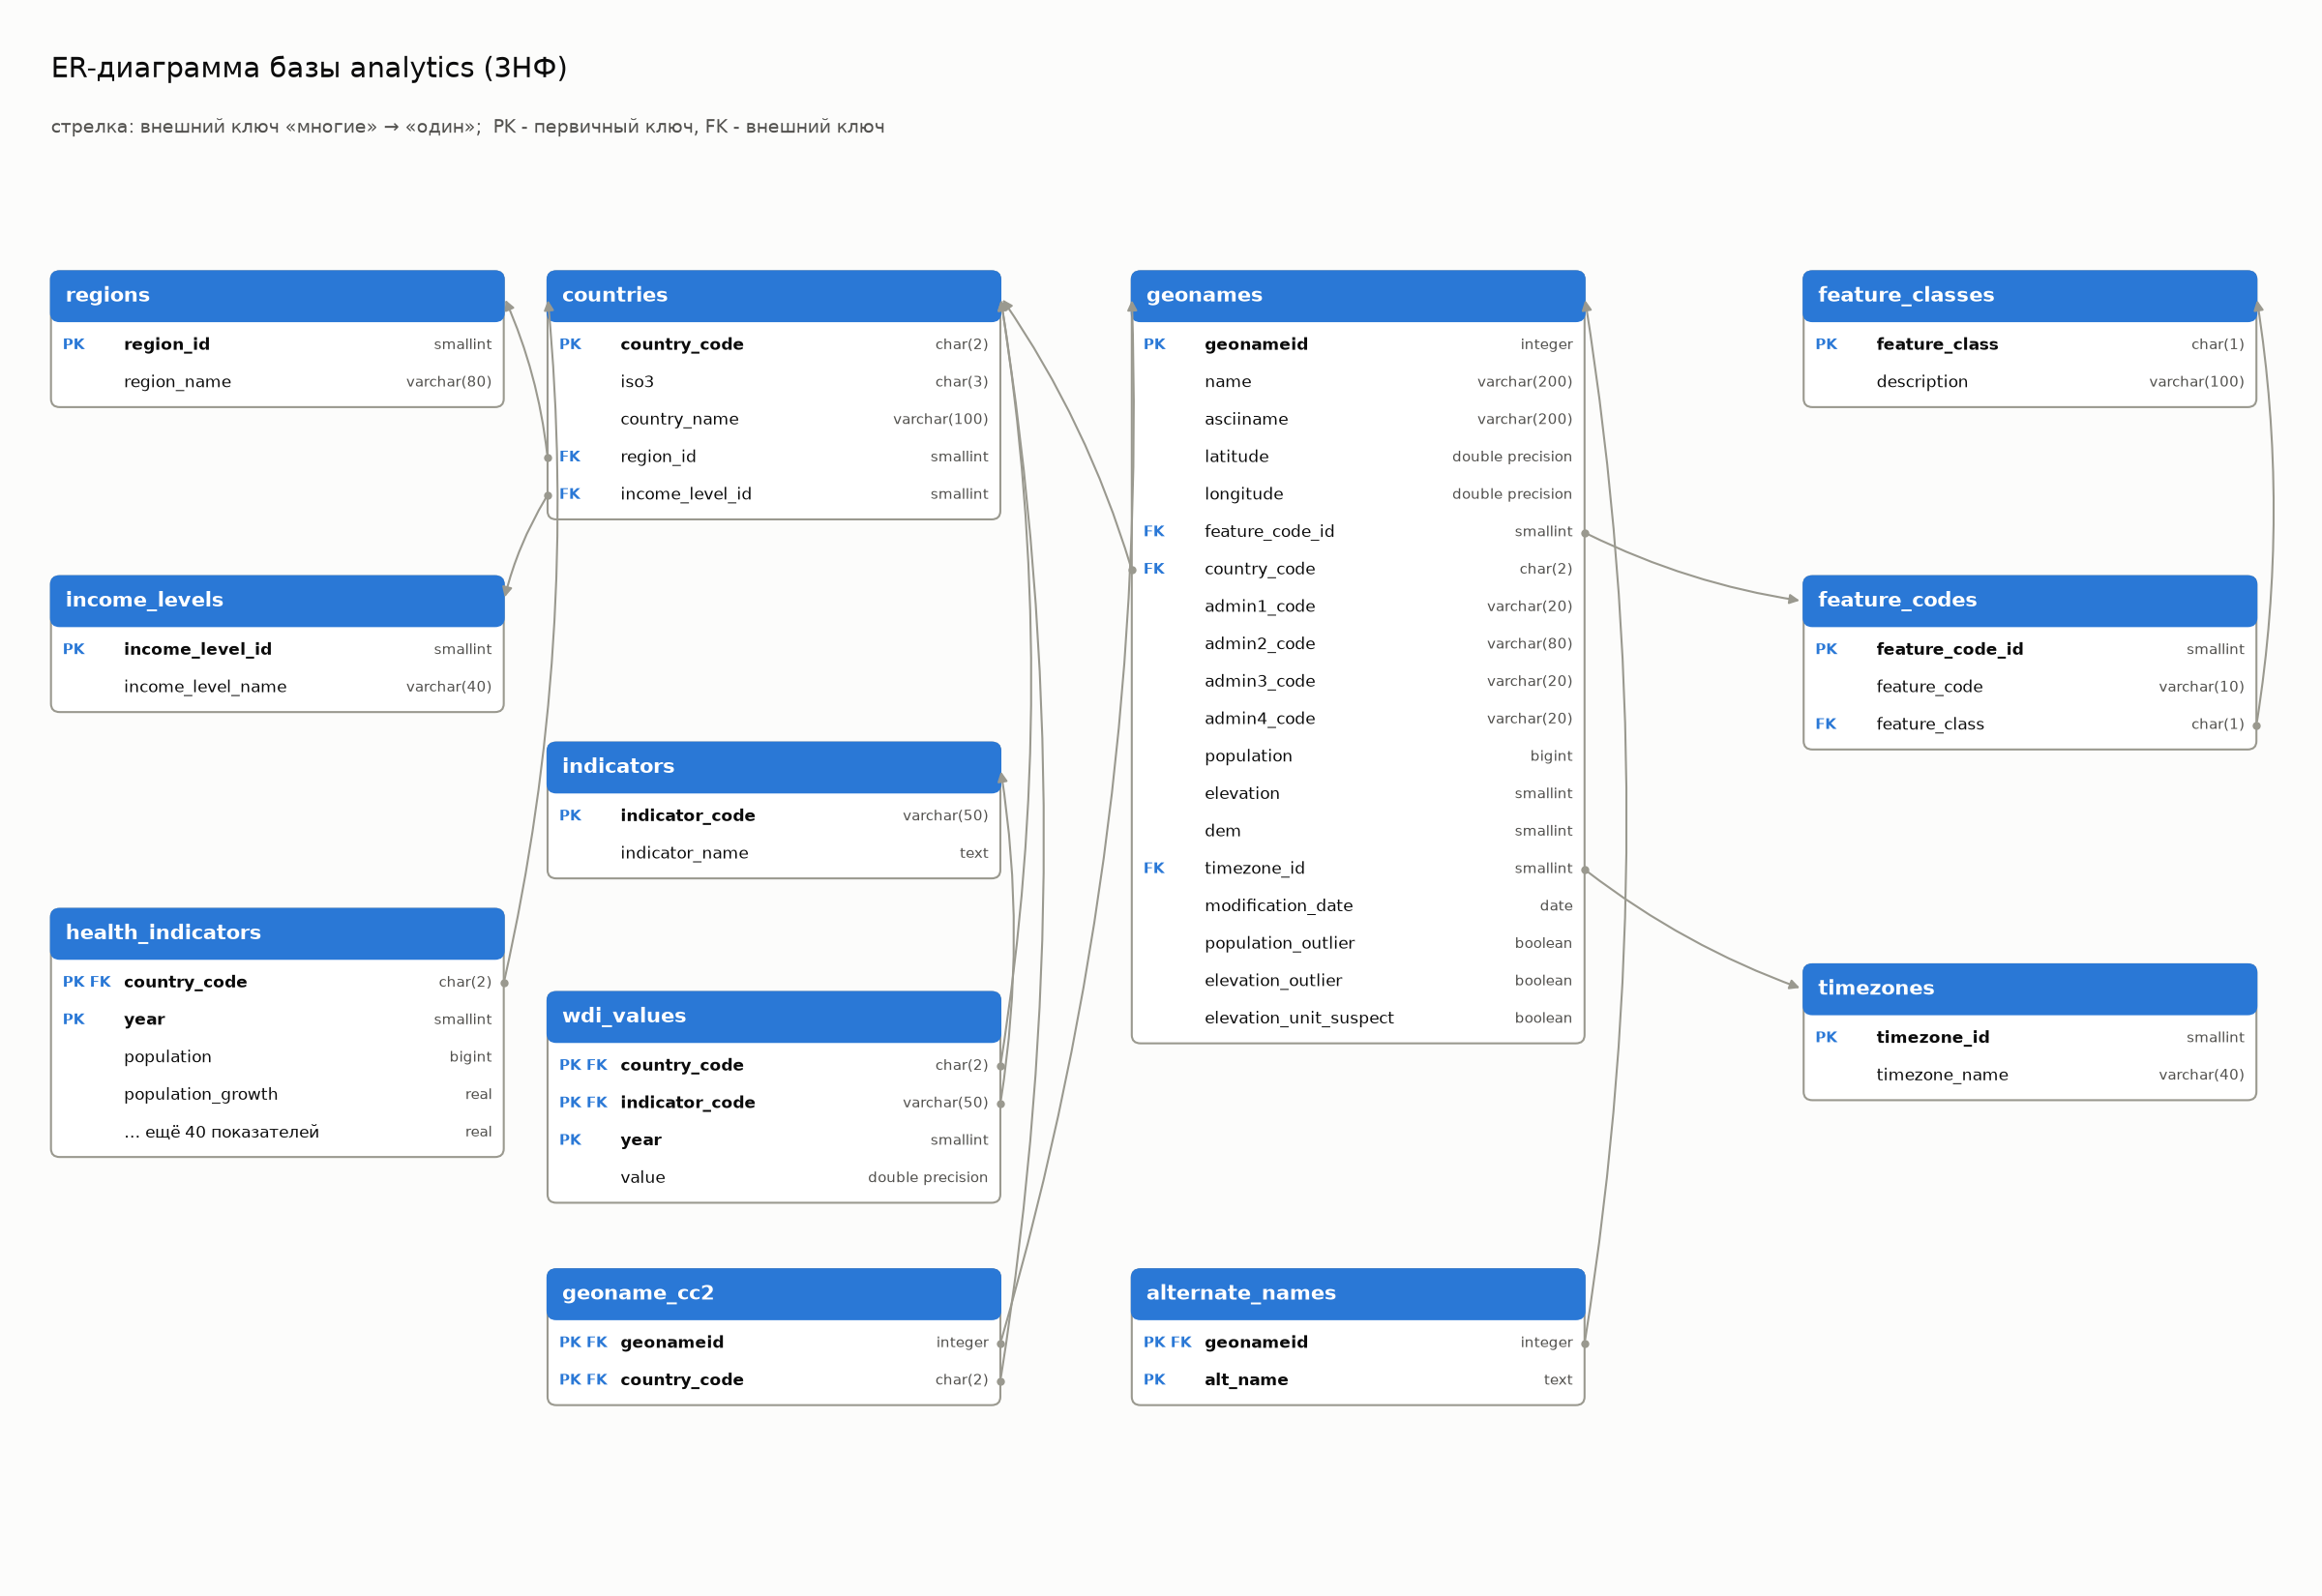 ER-диаграмма базы analytics (3НФ)
стрелка: внешний ключ «многие» → «один»;  PK - первичный ключ, FK - внешний ключ
regions
PK region_id smallint
region_name varchar(80)
income_levels
PK income_level_id smallint
income_level_name varchar(40)
health_indicators
PK FK country_code char(2)
PK year smallint
population bigint
population_growth real
... ещё 40 показателей real
countries
PK country_code char(2)
iso3 char(3)
country_name varchar(100)
FK region_id smallint
FK income_level_id smallint
indicators
PK indicator_code varchar(50)
indicator_name text
wdi_values
PK FK country_code char(2)
PK FK indicator_code varchar(50)
PK year smallint
value double precision
geoname_cc2
PK FK geonameid integer
PK FK country_code char(2)
geonames
PK geonameid integer
name varchar(200)
asciiname varchar(200)
latitude double precision
longitude double precision
FK feature_code_id smallint
FK country_code char(2)
admin1_code varchar(20)
admin2_code varchar(80)
admin3_code varchar(20)
admin4_code varchar(20)
population bigint
elevation smallint
dem smallint
FK timezone_id smallint
modification_date date
population_outlier boolean
elevation_outlier boolean
elevation_unit_suspect boolean
alternate_names
PK FK geonameid integer
PK alt_name text
feature_classes
PK feature_class char(1)
description varchar(100)
feature_codes
PK feature_code_id smallint
feature_code varchar(10)
FK feature_class char(1)
timezones
PK timezone_id smallint
timezone_name varchar(40)